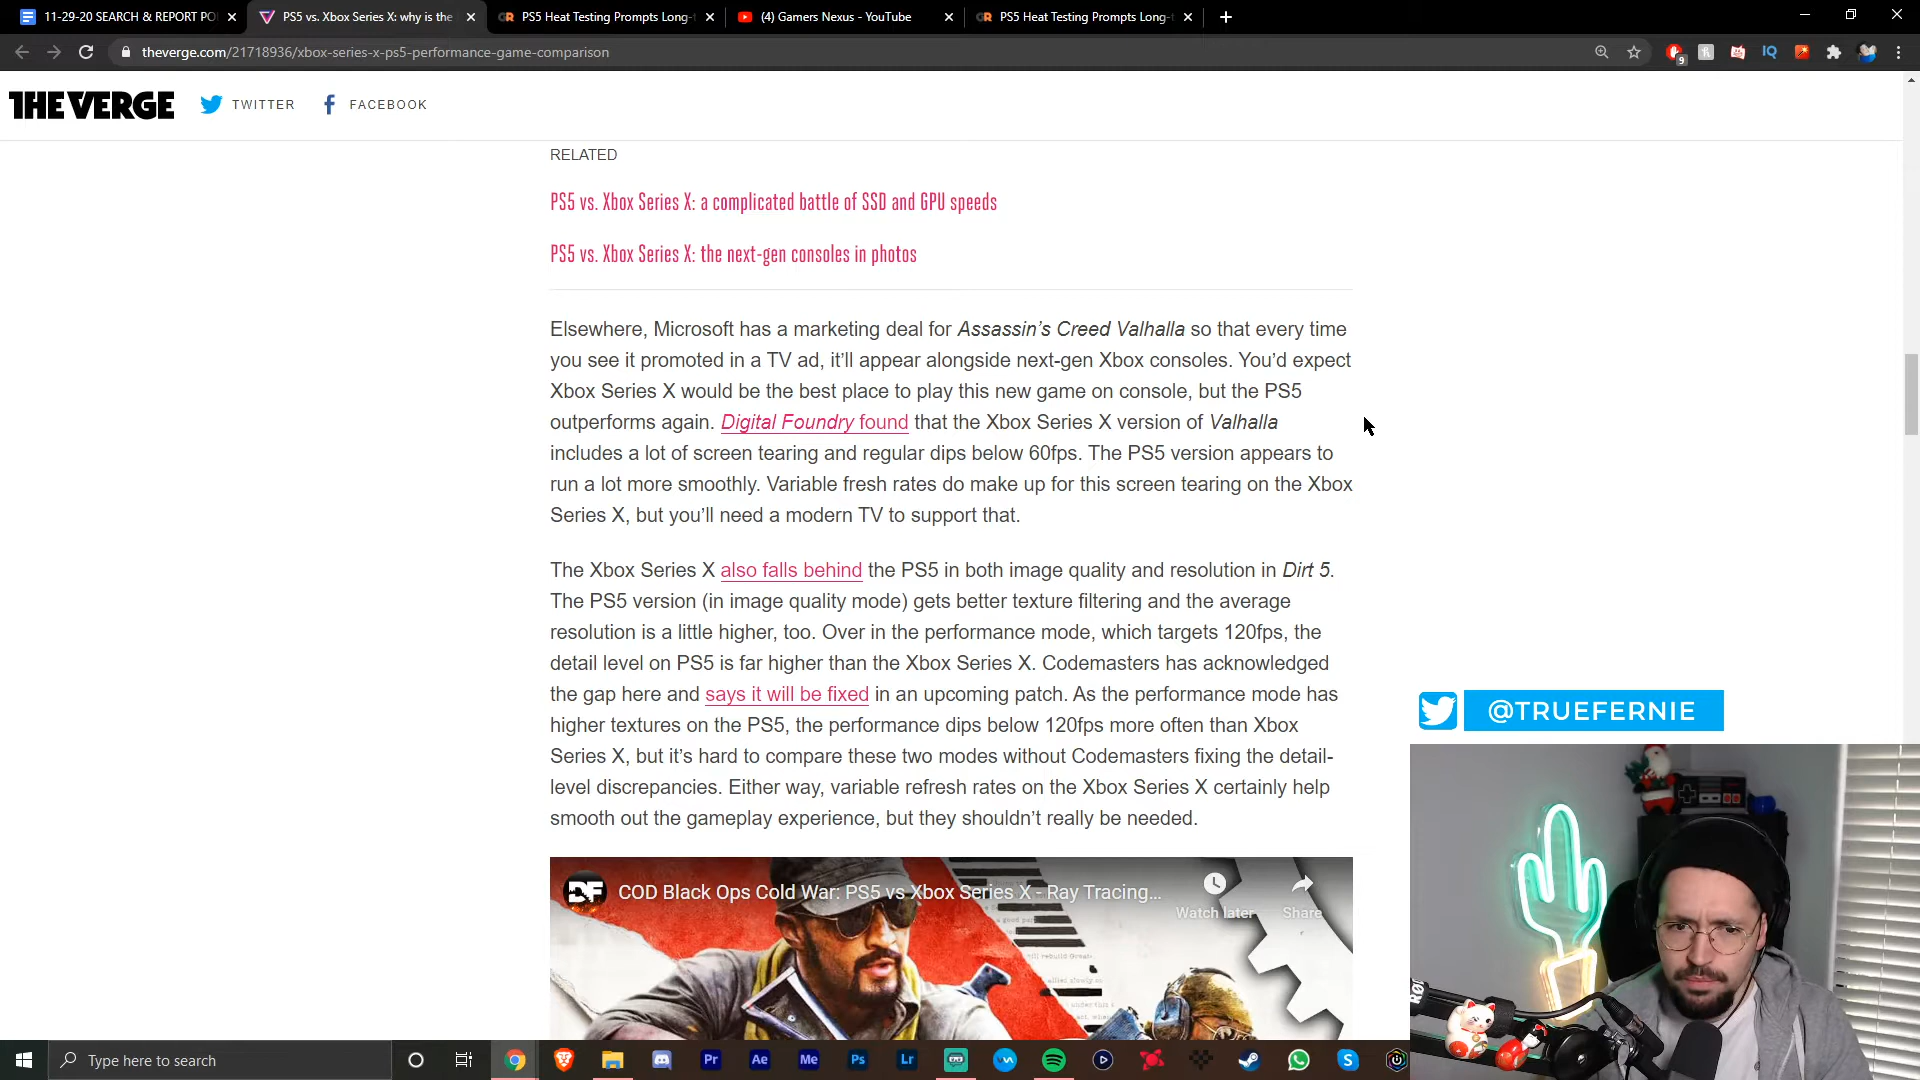 11-29-20 SEARCH & REPORT PO
PS5 vs. Xbox Series X: why is the
PS5 Heat Testing Prompts Long-
(4) Gamers Nexus - YouTube
PS5 Heat Testing Prompts Long-
theverge.com/21718936/xbox-series-x-ps5-performance-game-comparison
9
IQ
THE VERGE
TWITTER
FACEBOOK
RELATED
PS5 vs. Xbox Series X: a complicated battle of SSD and GPU speeds
PS5 vs. Xbox Series X: the next-gen consoles in photos
Elsewhere, Microsoft has a marketing deal for Assassin’s Creed Valhalla so that every time
you see it promoted in a TV ad, it’ll appear alongside next-gen Xbox consoles. You’d expect
Xbox Series X would be the best place to play this new game on console, but the PS5
outperforms again. Digital Foundry found that the Xbox Series X version of Valhalla
includes a lot of screen tearing and regular dips below 60fps. The PS5 version appears to
run a lot more smoothly. Variable fresh rates do make up for this screen tearing on the Xbox
Series X, but you’ll need a modern TV to support that.
The Xbox Series X also falls behind the PS5 in both image quality and resolution in Dirt 5.
The PS5 version (in image quality mode) gets better texture filtering and the average
resolution is a little higher, too. Over in the performance mode, which targets 120fps, the
detail level on PS5 is far higher than the Xbox Series X. Codemasters has acknowledged
the gap here and says it will be fixed in an upcoming patch. As the performance mode has
higher textures on the PS5, the performance dips below 120fps more often than Xbox
Series X, but it’s hard to compare these two modes without Codemasters fixing the detail-
level discrepancies. Either way, variable refresh rates on the Xbox Series X certainly help
smooth out the gameplay experience, but they shouldn’t really be needed.
DF
COD Black Ops Cold War: PS5 vs Xbox Series X - Ray Tracing...
Watch later
Share
@TRUEFERNIE
Type here to search
Pr
Ae
Me
Ps
Lr